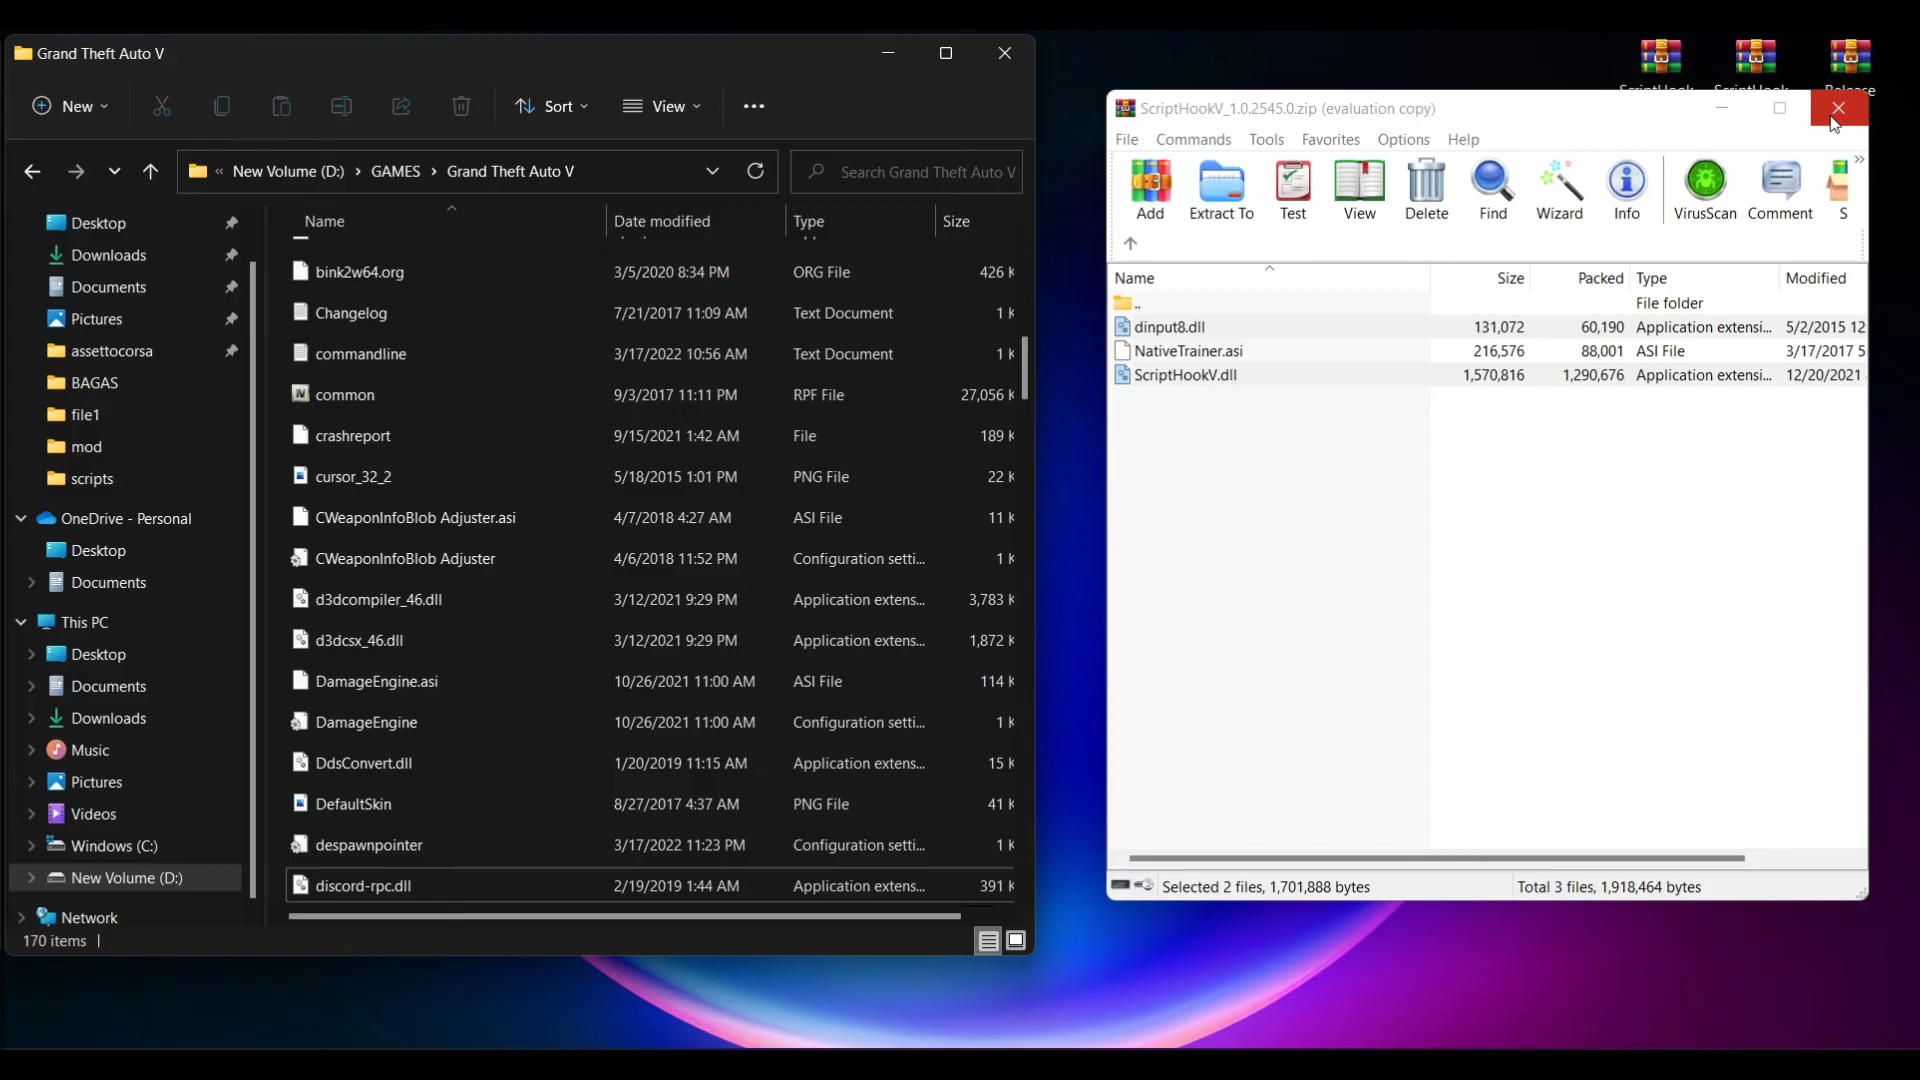 Grand Theft Auto V
New
Sort
View
« New Volume (D:) › GAMES › Grand Theft Auto V
Search Grand Theft Auto V
Desktop
Downloads
Documents
Pictures
assettocorsa
BAGAS
file1
mod
scripts
OneDrive - Personal
Desktop
Documents
This PC
Desktop
Documents
Downloads
Music
Pictures
Videos
Windows (C:)
New Volume (D:)
Network
Name Date modified Type Size
bink2w64.org 3/5/2020 8:34 PM ORG File 426 K
Changelog 7/21/2017 11:09 AM Text Document 1 K
commandline 3/17/2022 10:56 AM Text Document 1 K
common 9/3/2017 11:11 PM RPF File 27,056 K
crashreport 9/15/2021 1:42 AM File 189 K
cursor_32_2 5/18/2015 1:01 PM PNG File 22 K
CWeaponInfoBlob Adjuster.asi 4/7/2018 4:27 AM ASI File 11 K
CWeaponInfoBlob Adjuster 4/6/2018 11:52 PM Configuration setti... 1 K
d3dcompiler_46.dll 3/12/2021 9:29 PM Application extens... 3,783 K
d3dcsx_46.dll 3/12/2021 9:29 PM Application extens... 1,872 K
DamageEngine.asi 10/26/2021 11:00 AM ASI File 114 K
DamageEngine 10/26/2021 11:00 AM Configuration setti... 1 K
DdsConvert.dll 1/20/2019 11:15 AM Application extens... 15 K
DefaultSkin 8/27/2017 4:37 AM PNG File 41 K
despawnpointer 3/17/2022 11:23 PM Configuration setti... 1 K
discord-rpc.dll 2/19/2019 1:44 AM Application extens... 391 K
170 items
ScriptHookV_1.0.2545.0.zip (evaluation copy)
File Commands Tools Favorites Options Help
Add Extract To Test View Delete Find Wizard Info VirusScan Comment S
Name Size Packed Type Modified
.. File folder
dinput8.dll 131,072 60,190 Application extensi... 5/2/2015 12
NativeTrainer.asi 216,576 88,001 ASI File 3/17/2017 5
ScriptHookV.dll 1,570,816 1,290,676 Application extensi... 12/20/2021
Selected 2 files, 1,701,888 bytes
Total 3 files, 1,918,464 bytes